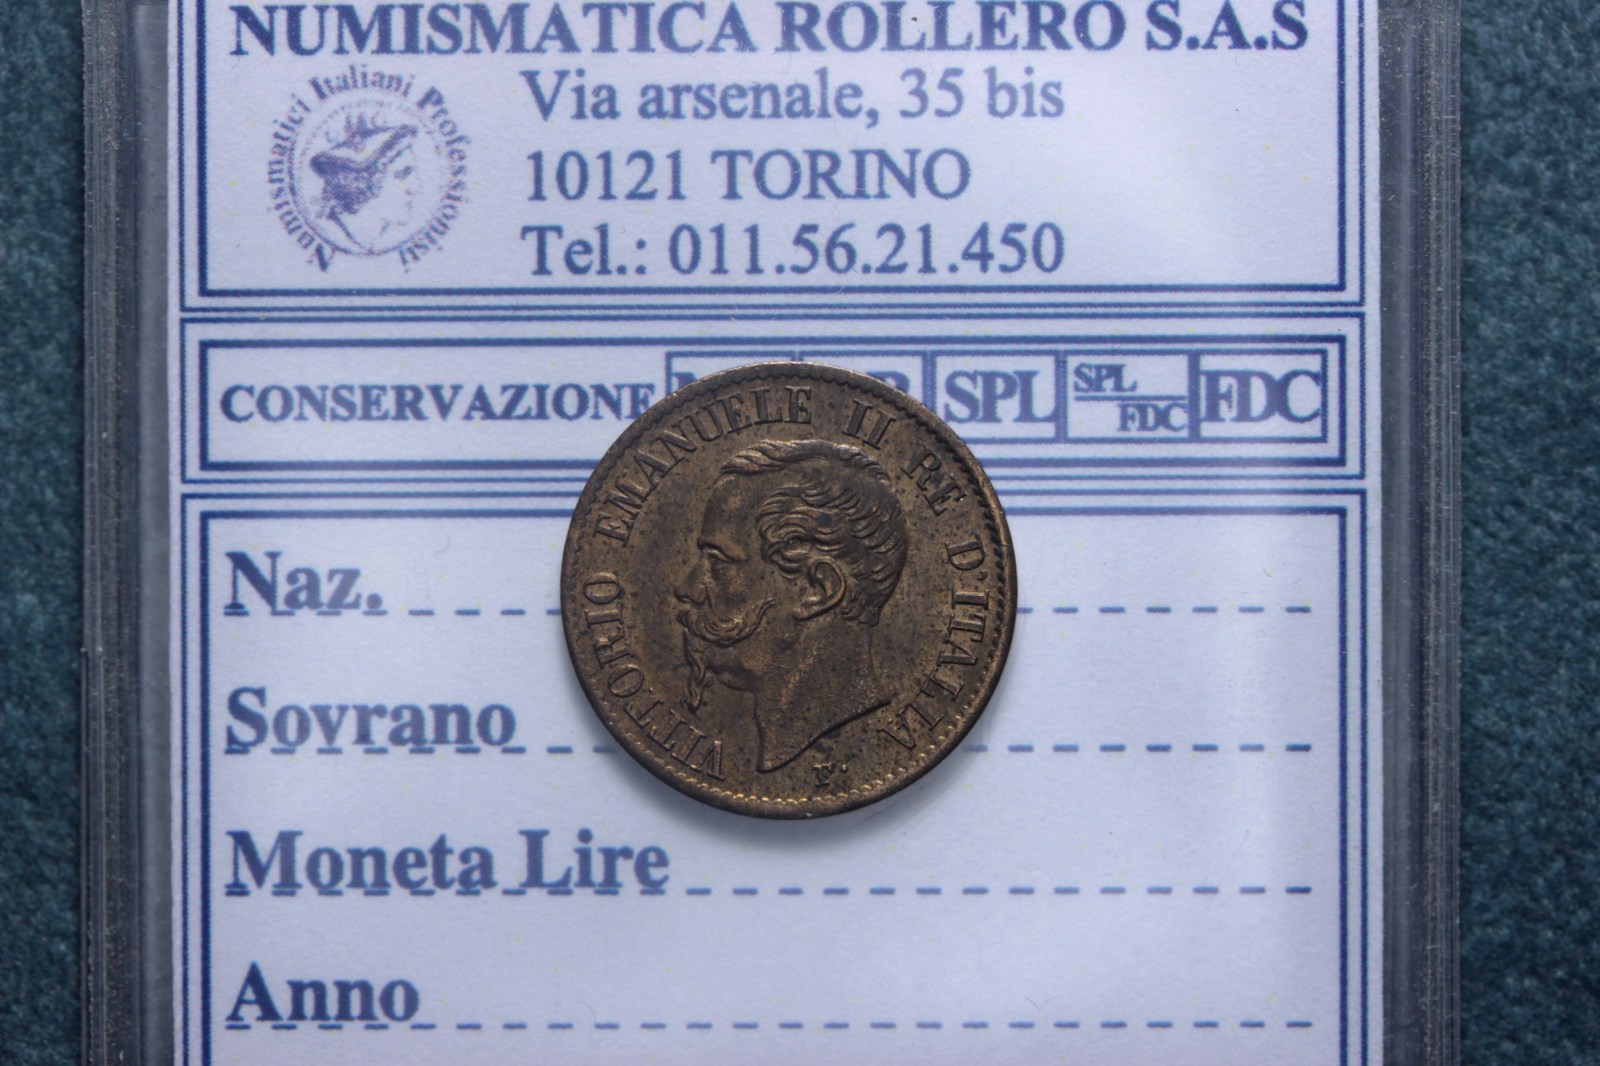 NUMISMATICA ROLLERO S.A.S
Numismatici Italiani Professionisti
Via arsenale, 35 bis
10121 TORINO
Tel.: 011.56.21.450
CONSERVAZIONE SPL SPL/FDC FDC
VITTORIO EMANUELE II RE D'ITALIA
F.
Naz.
Sovrano
Moneta Lire
Anno